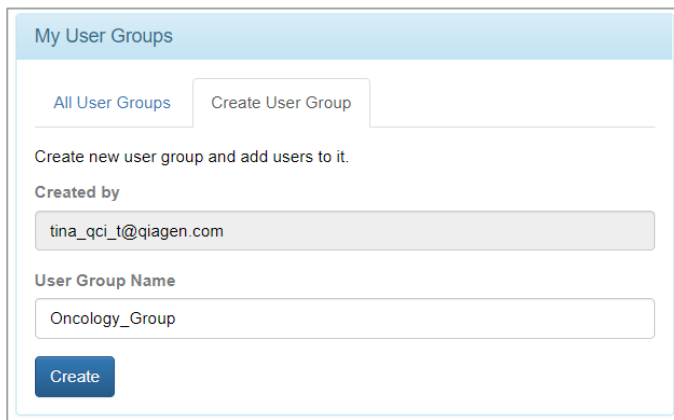 My User Groups
All User Groups Create User Group
Create new user group and add users to it.
Created by
tina_qci_t@qiagen.com
User Group Name
Oncology_Group
Create